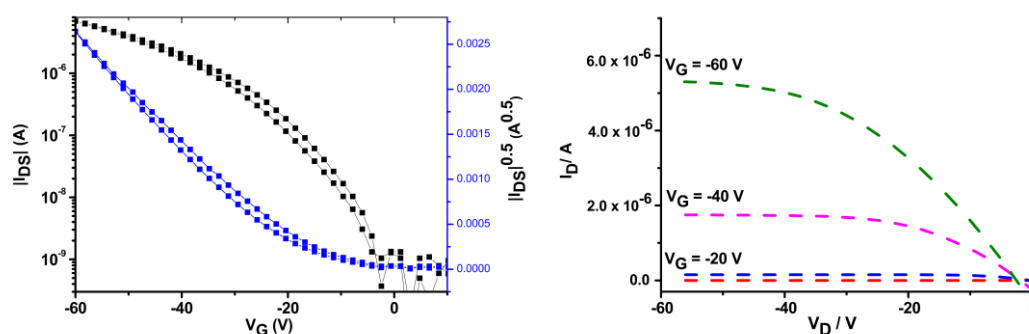 |I_DS| (A)
10^-6
10^-7
10^-8
10^-9
-60 -40 -20 0
V_G (V)
0.0025
0.0020
0.0015
0.0010
0.0005
0.0000
|I_DS|^0.5 (A^0.5)
I_D/ A
6.0 x 10^-6
4.0 x 10^-6
2.0 x 10^-6
0.0
V_G = -60 V
V_G = -40 V
V_G = -20 V
-60 -40 -20
V_D / V